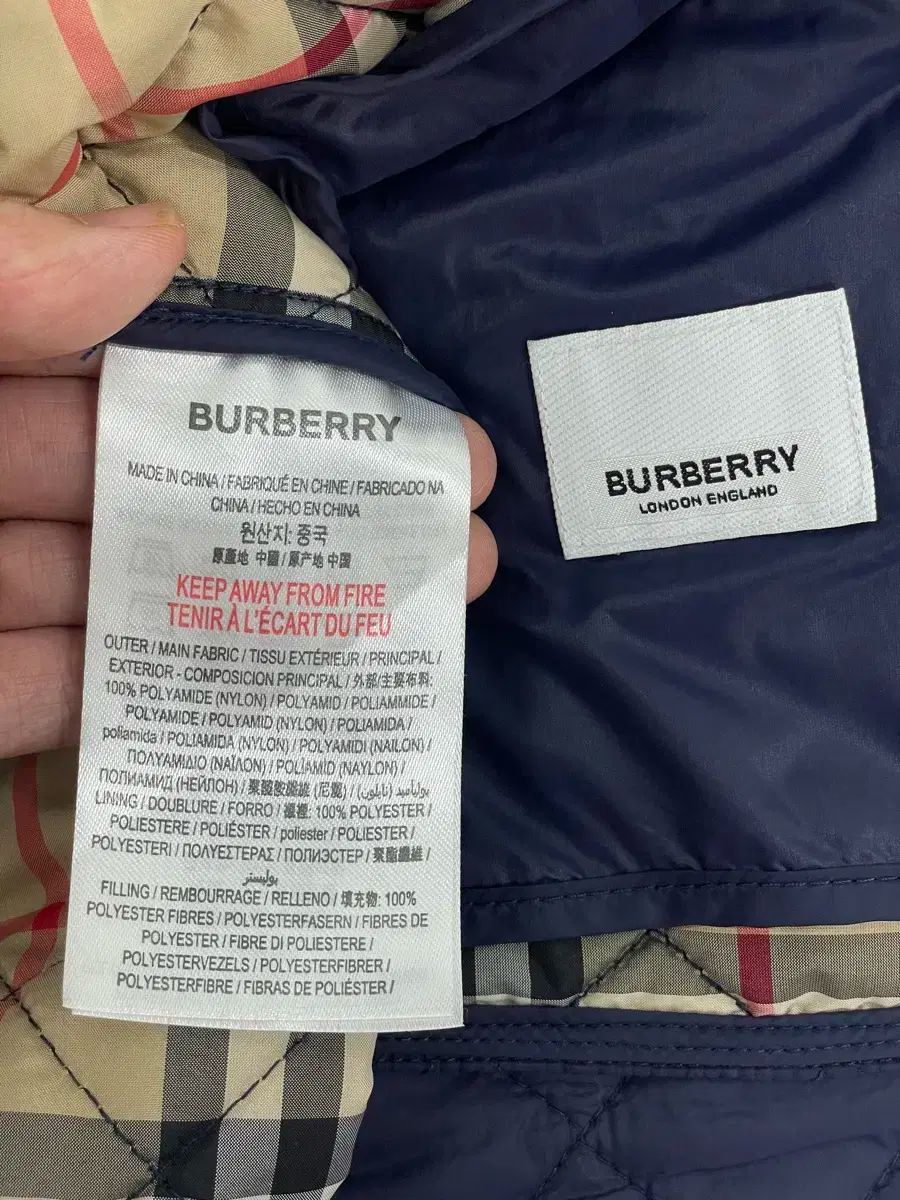 BURBERRY
MADE IN CHINA / FABRIQUÉ EN CHINE / FABRICADO NA
CHINA / HECHO EN CHINA
원산지: 중국
原產地 中國 / 原产地 中国
KEEP AWAY FROM FIRE
TENIR À L'ÉCART DU FEU
OUTER / MAIN FABRIC / TISSU EXTÉRIEUR / PRINCIPAL /
EXTERIOR - COMPOSICION PRINCIPAL / 外部/主要布料:
100% POLYAMIDE (NYLON) / POLYAMID / POLIAMMIDE /
POLYAMIDE / POLYAMID (NYLON) / POLIAMIDA /
poliamida / POLIAMIDA (NYLON) / POLYAMIDI (NAILON) /
ΠΟΛΥΑΜΙΔΙΟ (ΝΑΪΛΟΝ) / POLİAMİD (NAYLON) /
ПОЛИАМИД (НЕЙЛОН) / 聚醯胺纖維 (尼龍) / بولياميد (نايلون) /
LINING / DOUBLURE / FORRO / 裡襯: 100% POLYESTER /
POLIESTERE / POLIÉSTER / poliester / POLIESTER /
POLYESTERI / ΠΟΛΥΕΣΤΕΡΑΣ / ПОЛИЭСТЕР / 聚酯纖維 /
بوليستر
FILLING / REMBOURRAGE / RELLENO / 填充物: 100%
POLYESTER FIBRES / POLYESTERFASERN / FIBRES DE
POLYESTER / FIBRE DI POLIESTERE /
POLYESTERVEZELS / POLYESTERFIBRER /
POLYESTERFIBRE / FIBRAS DE POLIÉSTER /
BURBERRY
LONDON ENGLAND